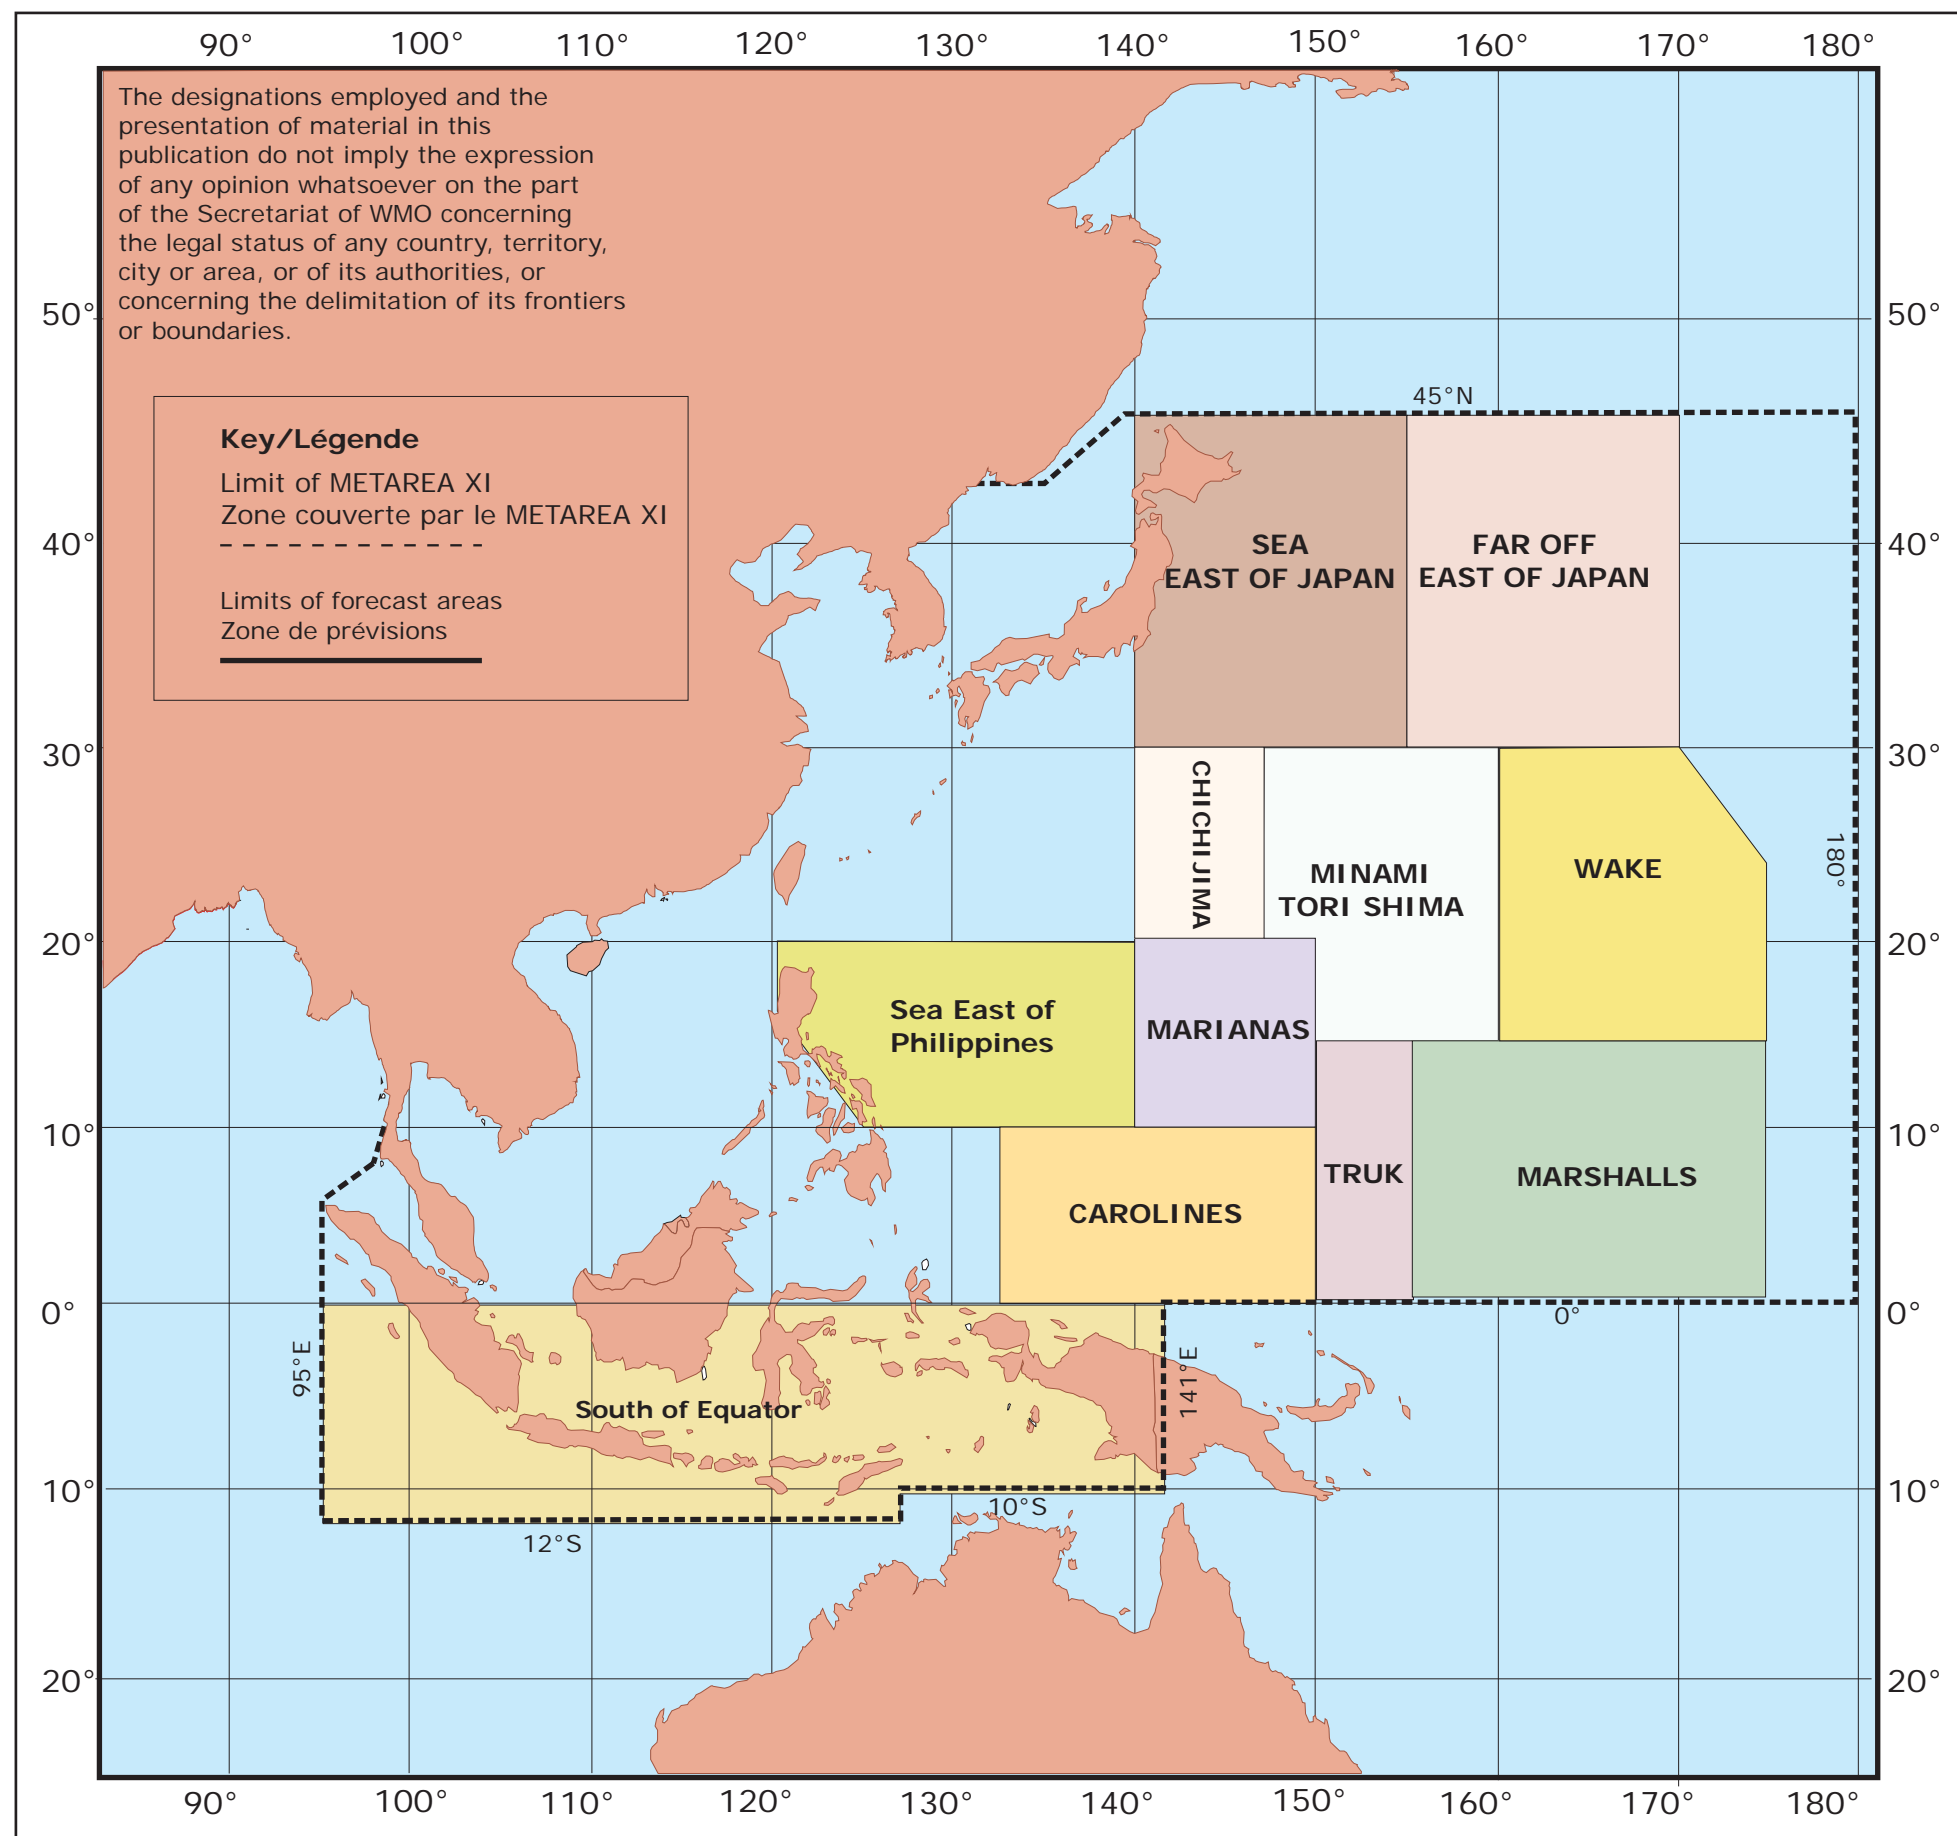 90° 100° 110° 120° 130° 140° 150° 160° 170° 180°
The designations employed and the
presentation of material in this
publication do not imply the expression
of any opinion whatsoever on the part
of the Secretariat of WMO concerning
the legal status of any country, territory,
city or area, or of its authorities, or
concerning the delimitation of its frontiers
or boundaries.
50° 50°
45°N
Key/Légende
Limit of METAREA XI
Zone couverte par le METAREA XI
Limits of forecast areas
Zone de prévisions
40° 40°
SEA
EAST OF JAPAN
FAR OFF
EAST OF JAPAN
30° 30°
CHICHIJIMA
MINAMI
TORI SHIMA
WAKE
180°
20° 20°
Sea East of
Philippines
MARIANAS
10° 10°
CAROLINES
TRUK
MARSHALLS
0° 0°
0°
95°E
141°E
South of Equator
10° 10°
10°S
12°S
20° 20°
90° 100° 110° 120° 130° 140° 150° 160° 170° 180°